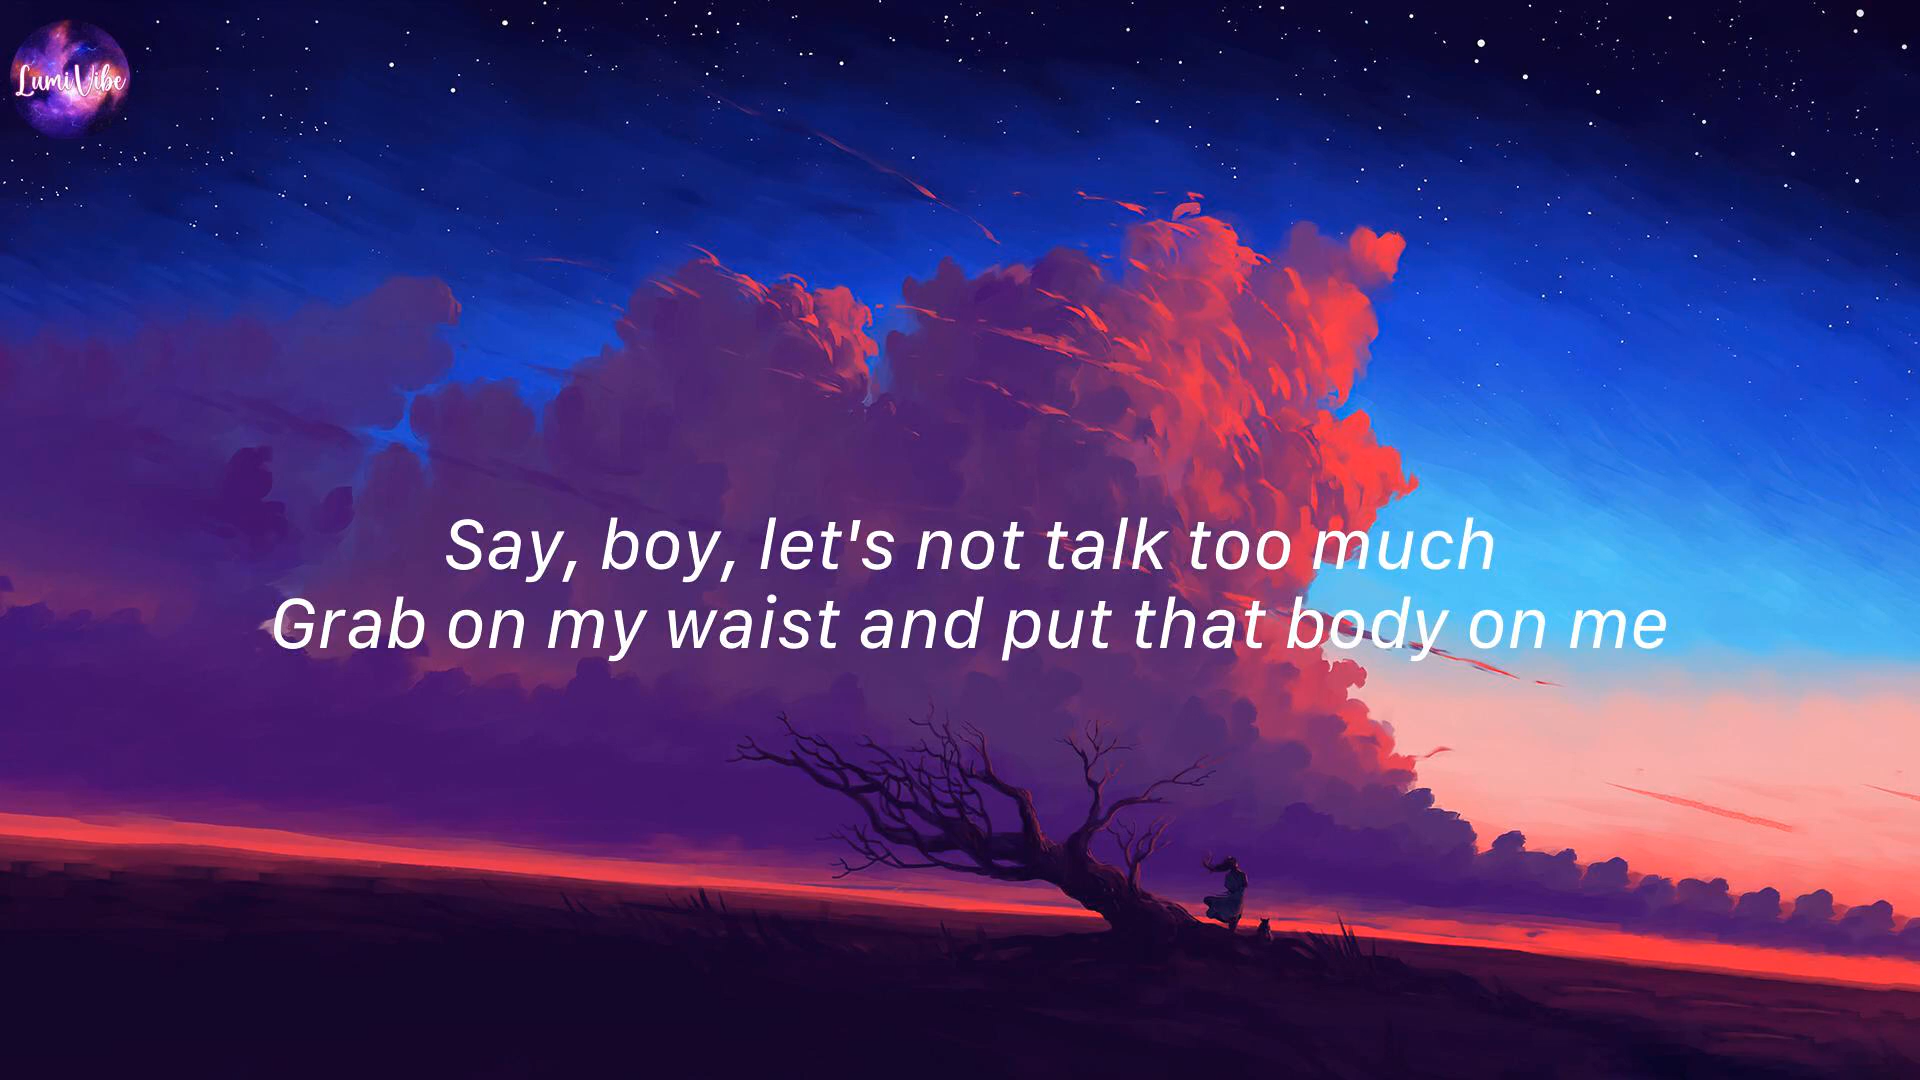 LumiVibe
Say, boy, let's not talk too much
Grab on my waist and put that body on me